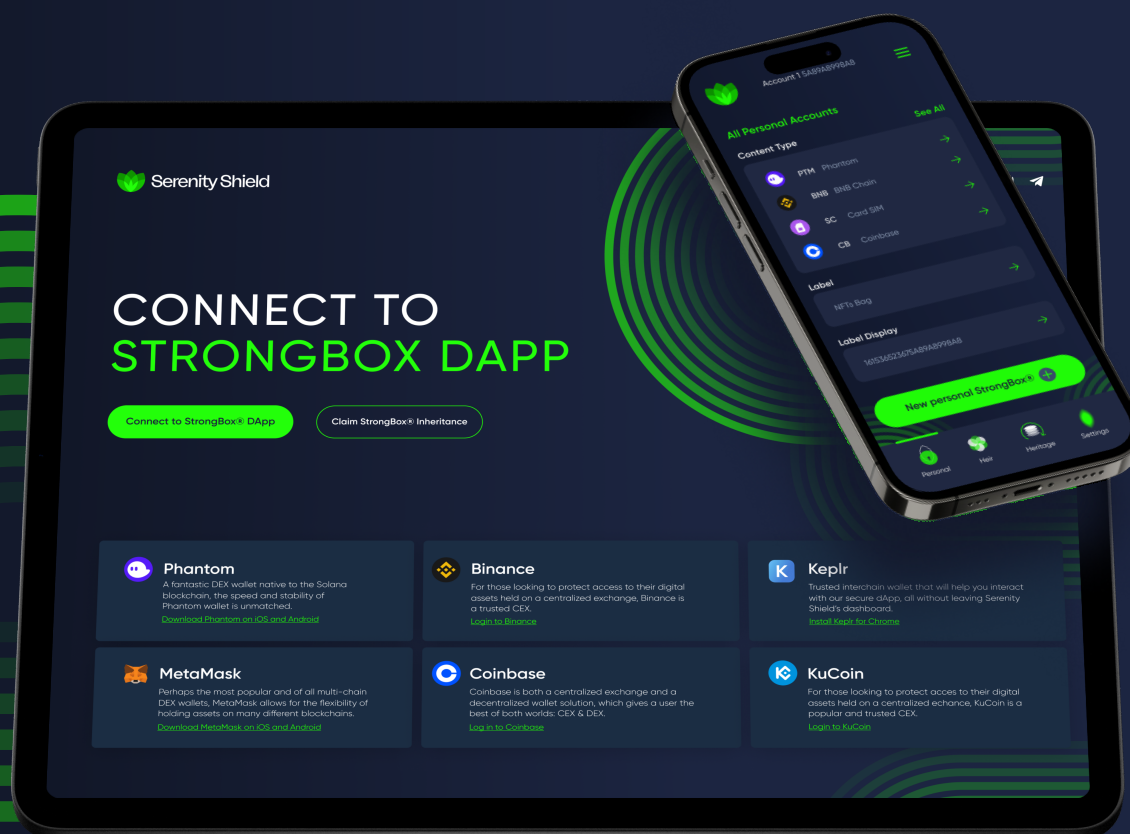 Serenity Shield
CONNECT TO
STRONGBOX DAPP
Connect to StrongBox® DApp
Claim StrongBox® Inheritance
Phantom
A fantastic DEX wallet native to the Solana
blockchain, the speed and stability of
Phantom wallet is unmatched.
Download Phantom on iOS and Android
Binance
For those looking to protect access to their digital
assets held on a centralized exchange, Binance is
a trusted CEX.
Login to Binance
Keplr
Trusted interchain wallet that will help you interact
with our secure dApp, all without leaving Serenity
Shield's dashboard.
Install Keplr for Chrome
MetaMask
Perhaps the most popular and of all multi-chain
DEX wallets, MetaMask allows for the flexibility of
holding assets on many different blockchains.
Download MetaMask on iOS and Android
Coinbase
Coinbase is both a centralized exchange and a
decentralized wallet solution, which gives a user the
best of both worlds: CEX & DEX.
Log in to Coinbase
KuCoin
For those looking to protect acces to their digital
assets held on a centralized echance, KuCoin is a
popular and trusted CEX.
Login to KuCoin
Account 1 5A89A8998A8
All Personal Accounts
See All
Content Type
PTM Phantom
BNB BNB Chain
SC Card SIM
CB Coinbase
Label
NFTs Bag
Label Display
161536523675A89A8998A8
New personal StrongBox®
Personal
Heir
Heritage
Settings